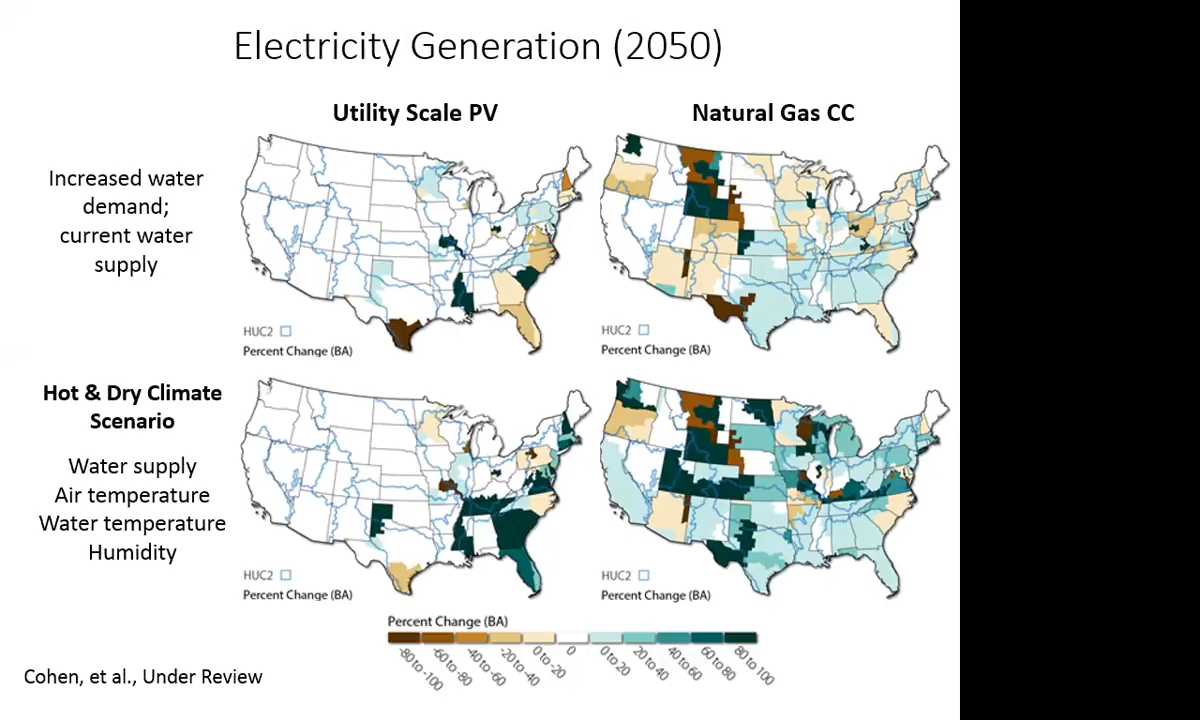 Electricity Generation (2050)
Utility Scale PV
Natural Gas CC
Increased water
demand;
current water
supply
HUC2
Percent Change (BA)
HUC2
Percent Change (BA)
Hot & Dry Climate
Scenario
Water supply
Air temperature
Water temperature
Humidity
HUC2
Percent Change (BA)
HUC2
Percent Change (BA)
Percent Change (BA)
-80 to -100
-60 to -80
-40 to -60
-20 to -40
0 to -20
0
0 to 20
20 to 40
40 to 60
60 to 80
80 to 100
Cohen, et al., Under Review